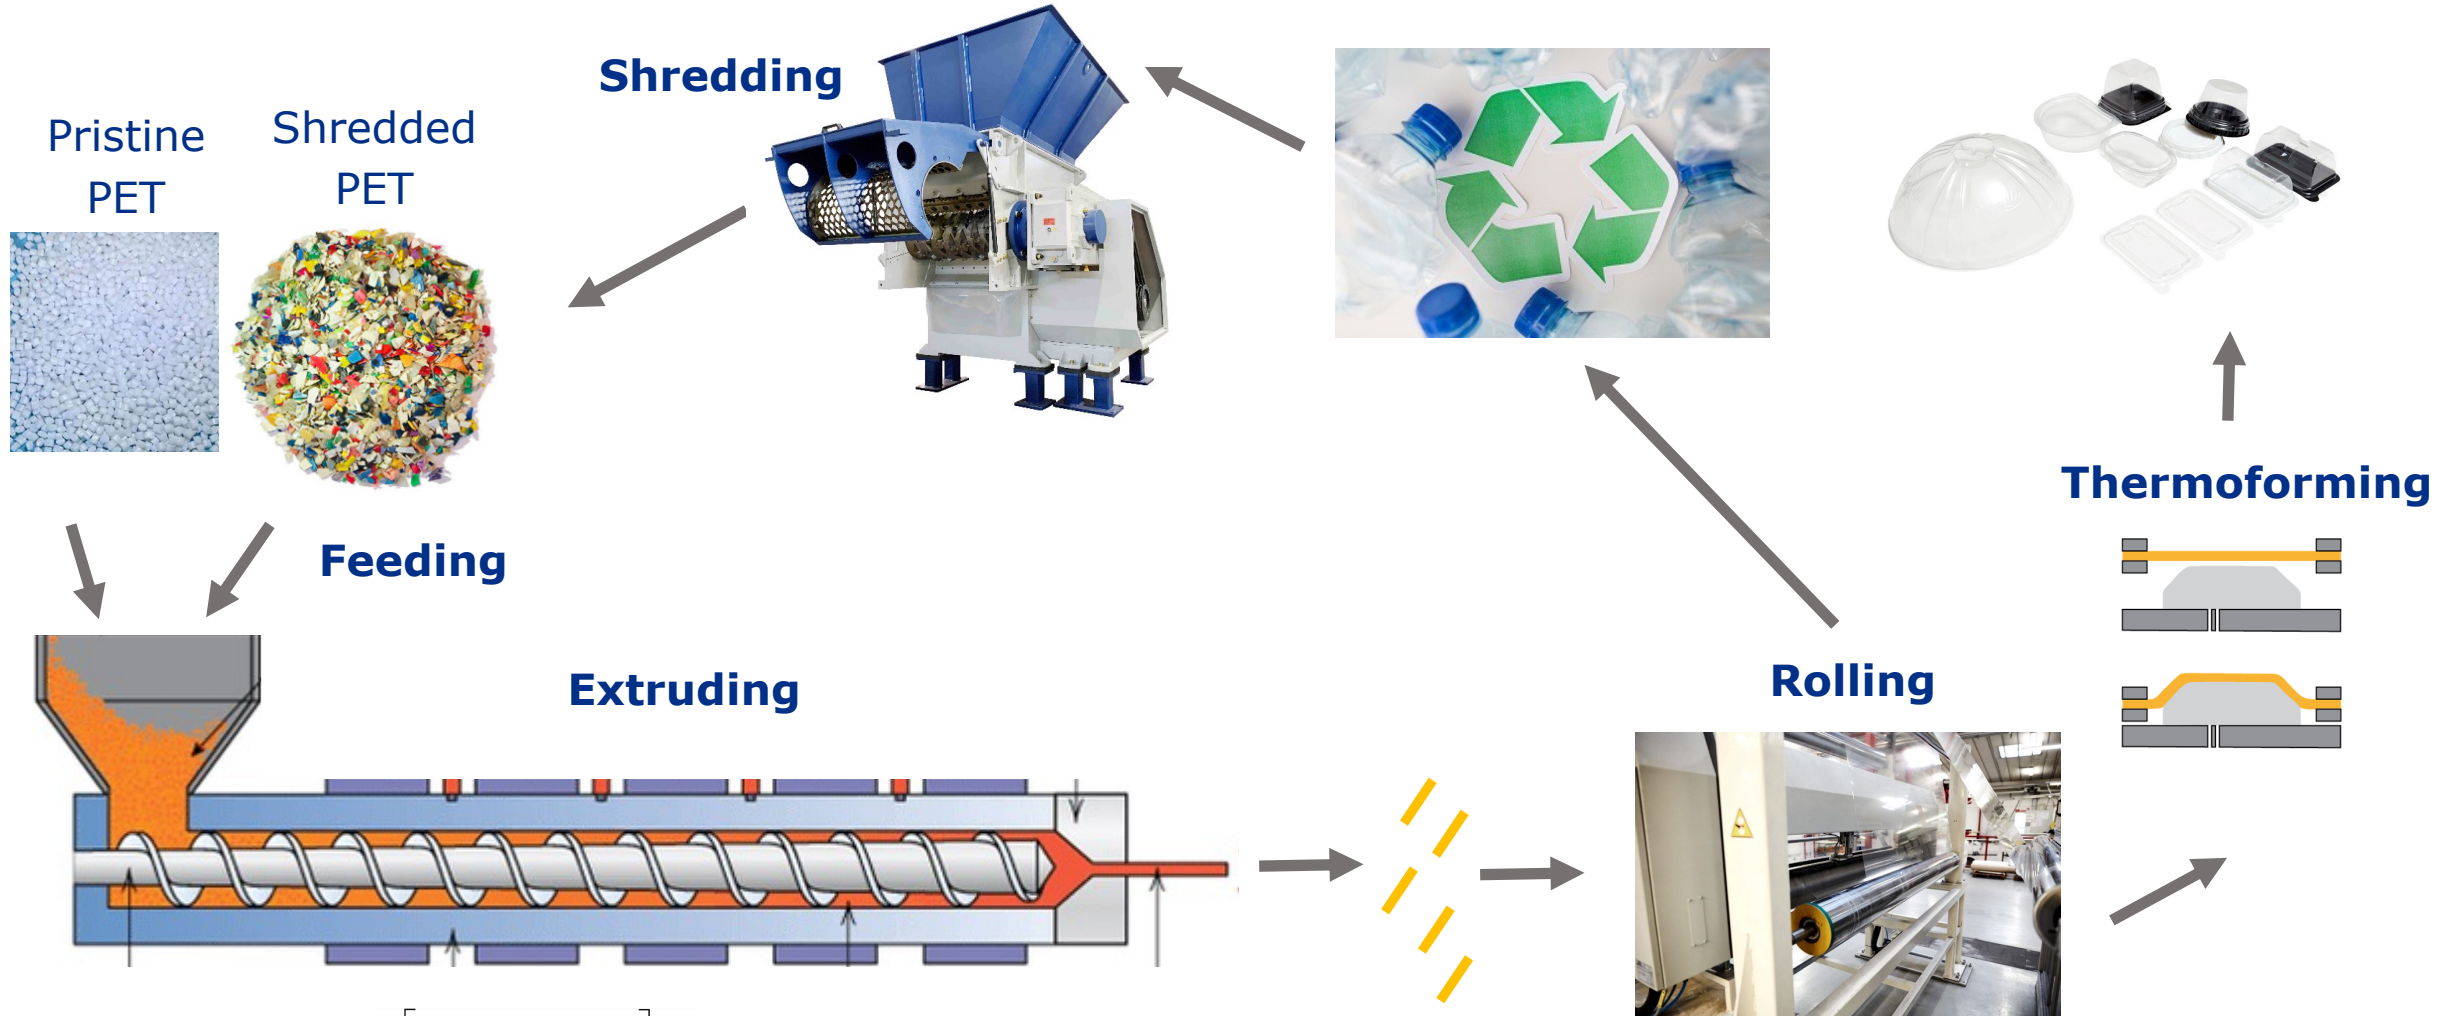 Shredding
Pristine
PET
Shredded
PET
Feeding
Thermoforming
Extruding
Rolling